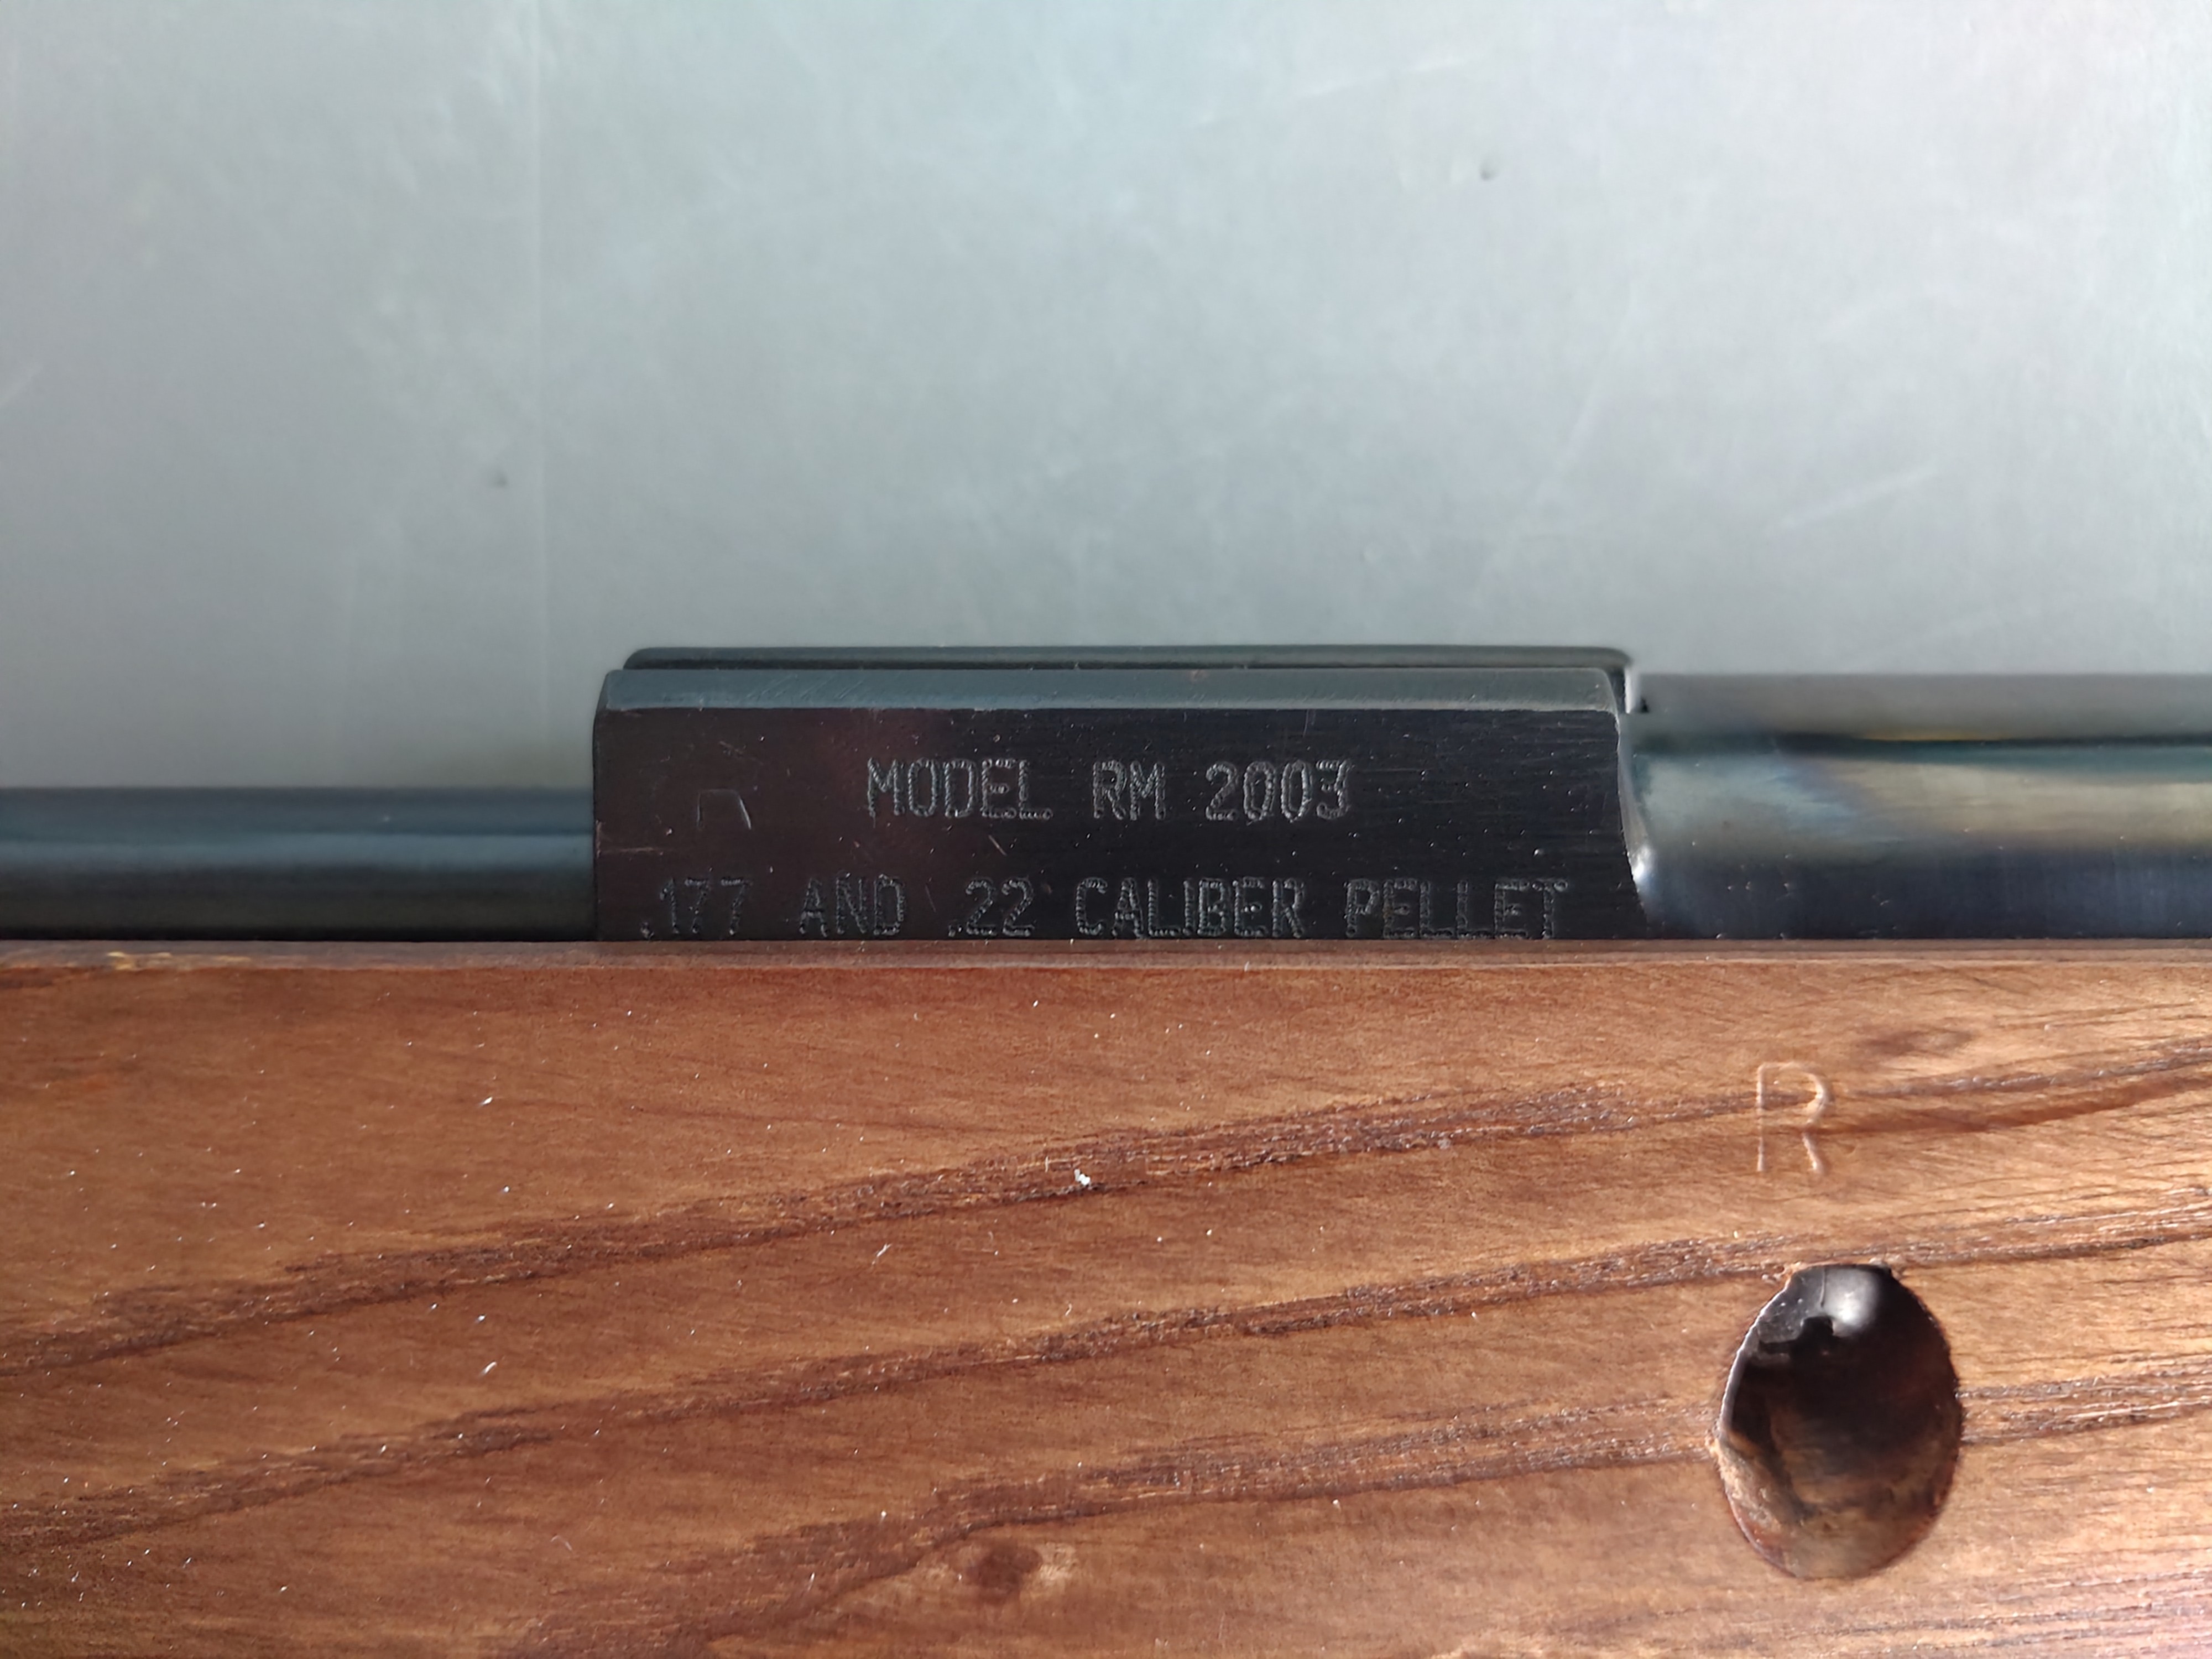 MODEL RM 2003
.177 AND .22 CALIBER PELLET
R